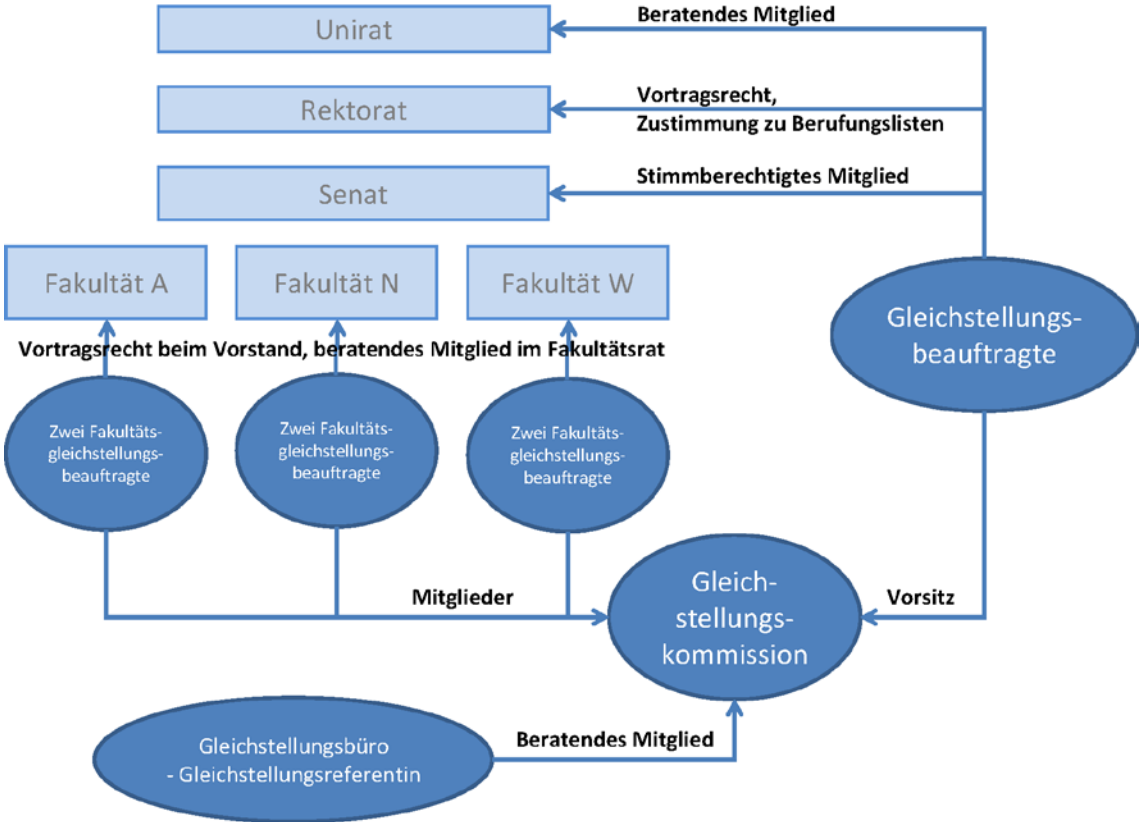 Unirat
Beratendes Mitglied
Rektorat
Vortragsrecht,
Zustimmung zu Berufungslisten
Senat
Stimmberechtigtes Mitglied
Fakultät A
Fakultät N
Fakultät W
Gleichstellungs-
beauftragte
Vortragsrecht beim Vorstand, beratendes Mitglied im Fakultätsrat
Zwei Fakultäts-
gleichstellungs-
beauftragte
Zwei Fakultäts-
gleichstellungs-
beauftragte
Zwei Fakultäts-
gleichstellungs-
beauftragte
Mitglieder
Gleich-
stellungs-
kommission
Vorsitz
Gleichstellungsbüro
- Gleichstellungsreferentin
Beratendes Mitglied